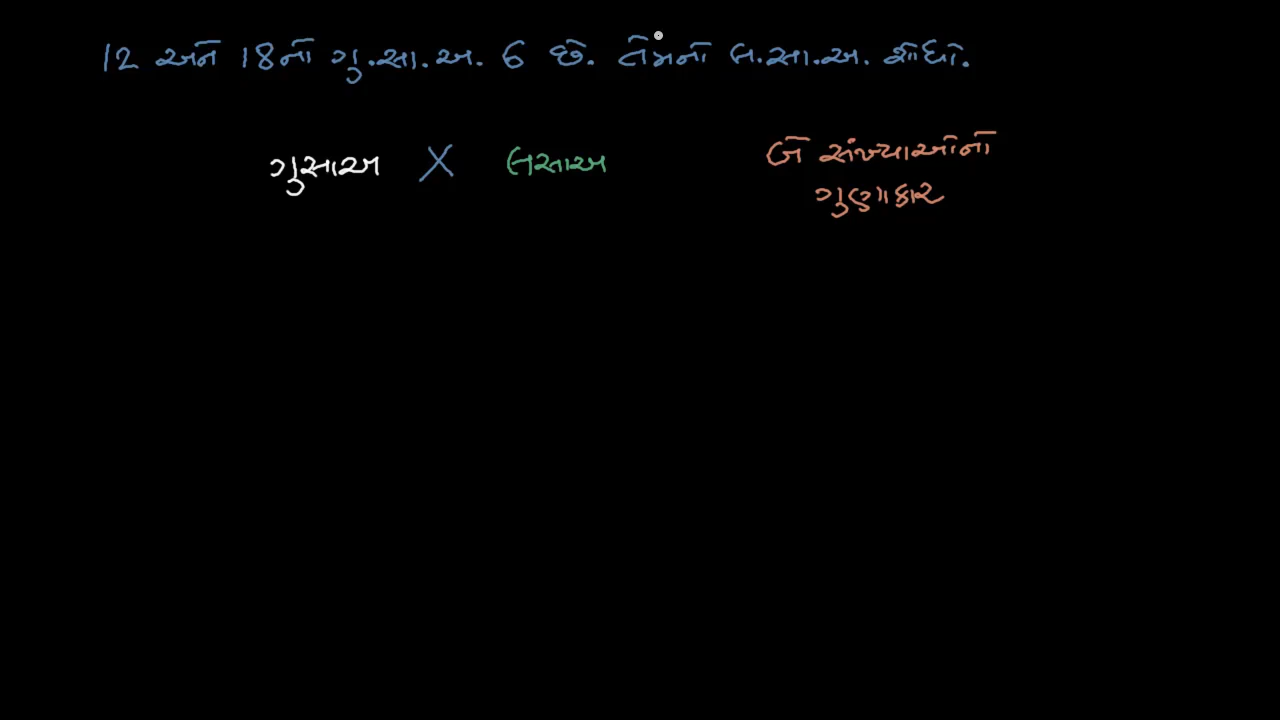 12 અને 18નો ગુ.સા.અ. 6 છે. તેમનો લ.સા.અ. શોધો.
ગુસાઅ X લસાઅ
બે સંખ્યાઓનો
ગુણાકાર